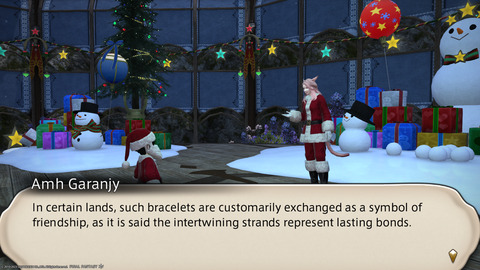 Amh Garanjy
In certain lands, such bracelets are customarily exchanged as a symbol of
friendship, as it is said the intertwining strands represent lasting bonds.